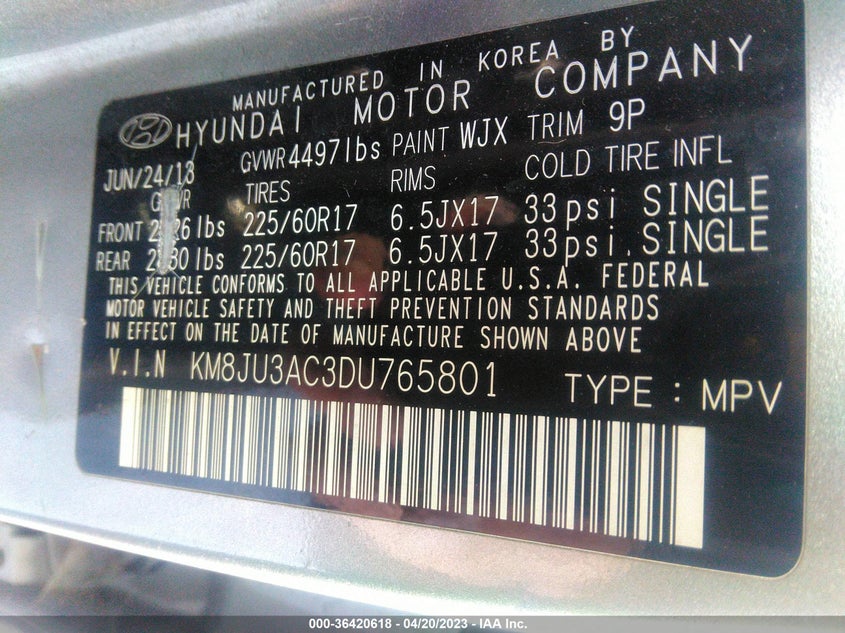 MANUFACTURED IN KOREA BY
HYUNDAI MOTOR COMPANY
JUN/24/13 GVWR 4497lbs PAINT WJX TRIM 9P
TIRES RIMS COLD TIRE INFL
FRONT lbs 225/60R17 6.5JX17 33psi SINGLE
REAR lbs 225/60R17 6.5JX17 33psi. SINGLE
THIS VEHICLE CONFORMS TO ALL APPLICABLE U.S.A. FEDERAL
MOTOR VEHICLE SAFETY AND THEFT PREVENTION STANDARDS
IN EFFECT ON THE DATE OF MANUFACTURE SHOWN ABOVE
V.I.N KM8JU3AC3DU765801 TYPE : MPV
000-36420618 - 04/20/2023 - IAA Inc.